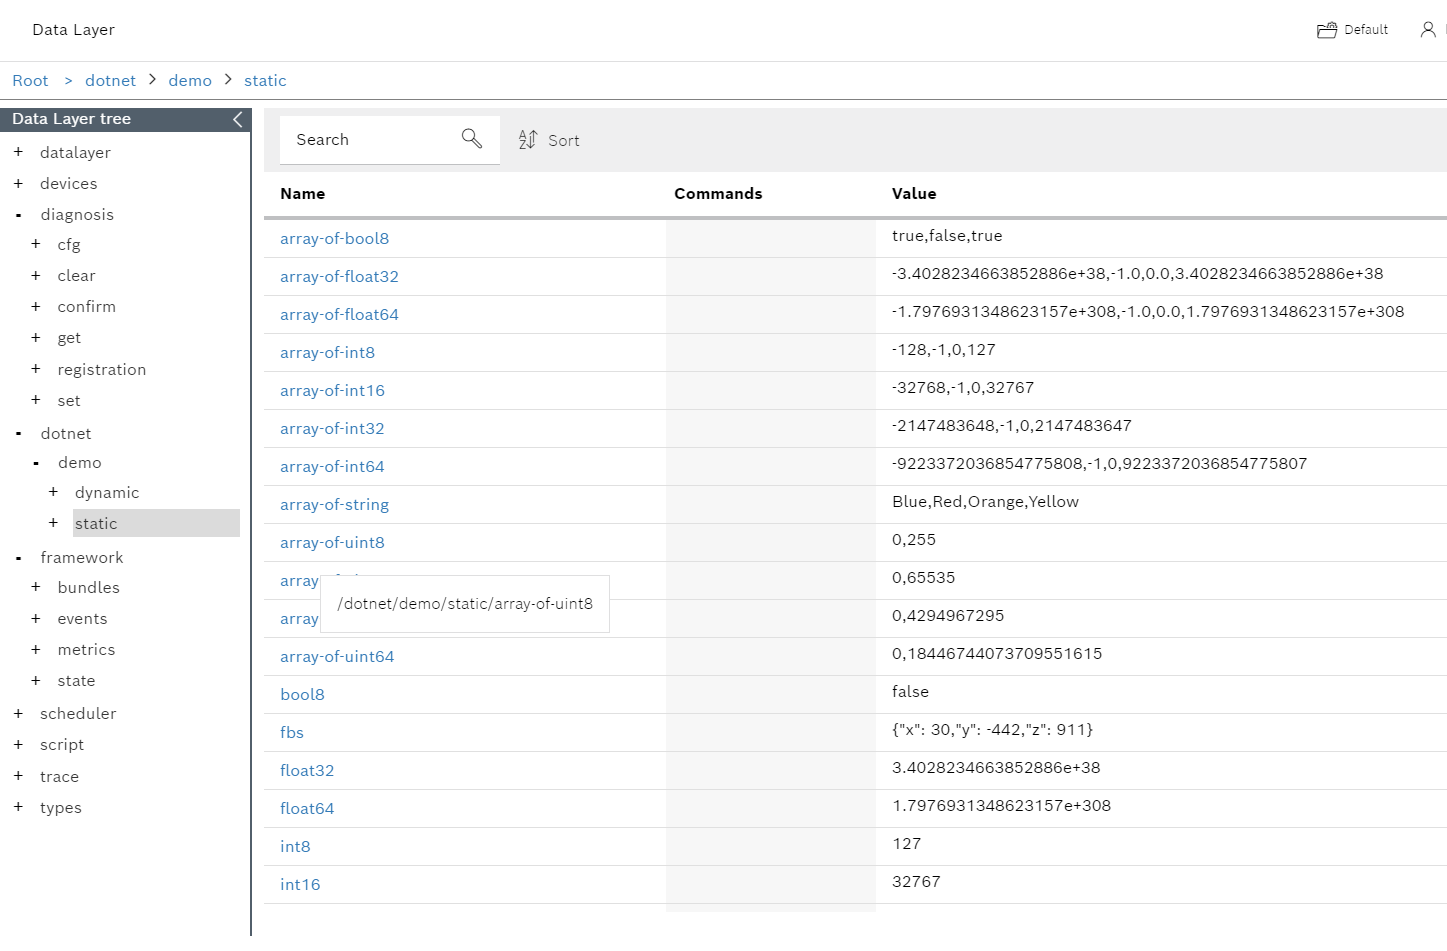 Data Layer
Default
Root > dotnet > demo > static
Data Layer tree
+ datalayer
+ devices
- diagnosis
+ cfg
+ clear
+ confirm
+ get
+ registration
+ set
- dotnet
- demo
+ dynamic
+ static
- framework
+ bundles
+ events
+ metrics
+ state
+ scheduler
+ script
+ trace
+ types
Search
Sort
Name Commands Value
array-of-bool8 true,false,true
array-of-float32 -3.4028234663852886e+38,-1.0,0.0,3.4028234663852886e+38
array-of-float64 -1.7976931348623157e+308,-1.0,0.0,1.7976931348623157e+308
array-of-int8 -128,-1,0,127
array-of-int16 -32768,-1,0,32767
array-of-int32 -2147483648,-1,0,2147483647
array-of-int64 -9223372036854775808,-1,0,9223372036854775807
array-of-string Blue,Red,Orange,Yellow
array-of-uint8 0,255
array 0,65535
/dotnet/demo/static/array-of-uint8
array 0,4294967295
array-of-uint64 0,18446744073709551615
bool8 false
fbs {"x": 30,"y": -442,"z": 911}
float32 3.4028234663852886e+38
float64 1.7976931348623157e+308
int8 127
int16 32767